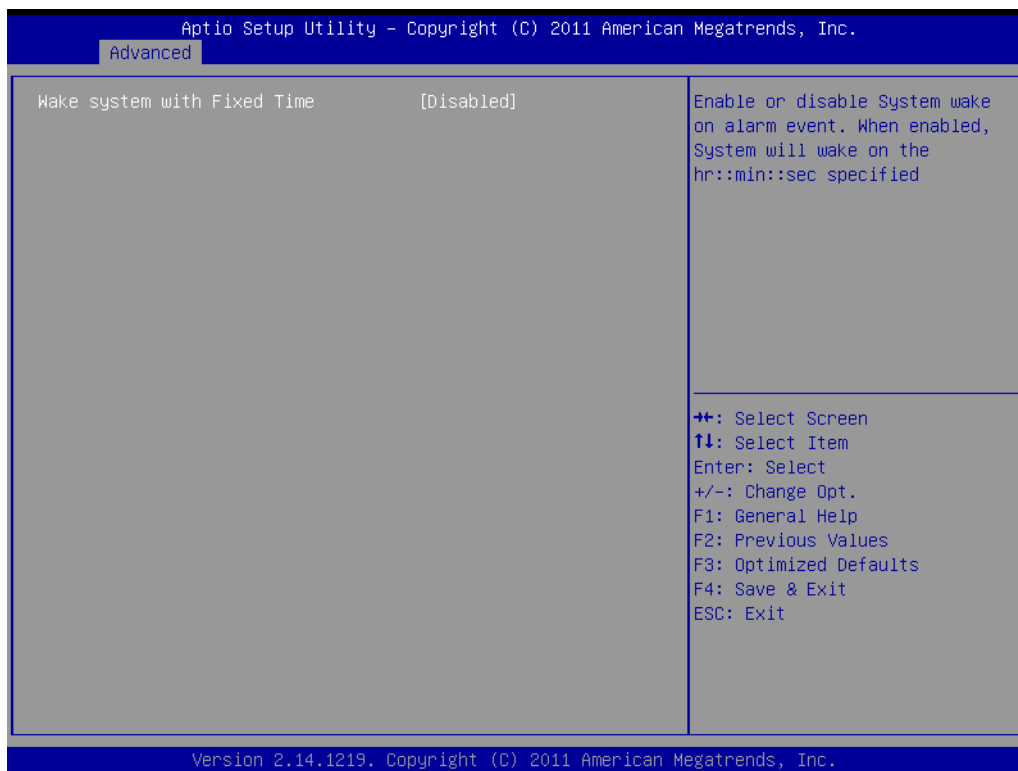 Aptio Setup Utility – Copyright (C) 2011 American Megatrends, Inc.
Advanced
Wake system with Fixed Time [Disabled]
Enable or disable System wake
on alarm event. When enabled,
System will wake on the
hr::min::sec specified
→←: Select Screen
↑↓: Select Item
Enter: Select
+/-: Change Opt.
F1: General Help
F2: Previous Values
F3: Optimized Defaults
F4: Save & Exit
ESC: Exit
Version 2.14.1219. Copyright (C) 2011 American Megatrends, Inc.